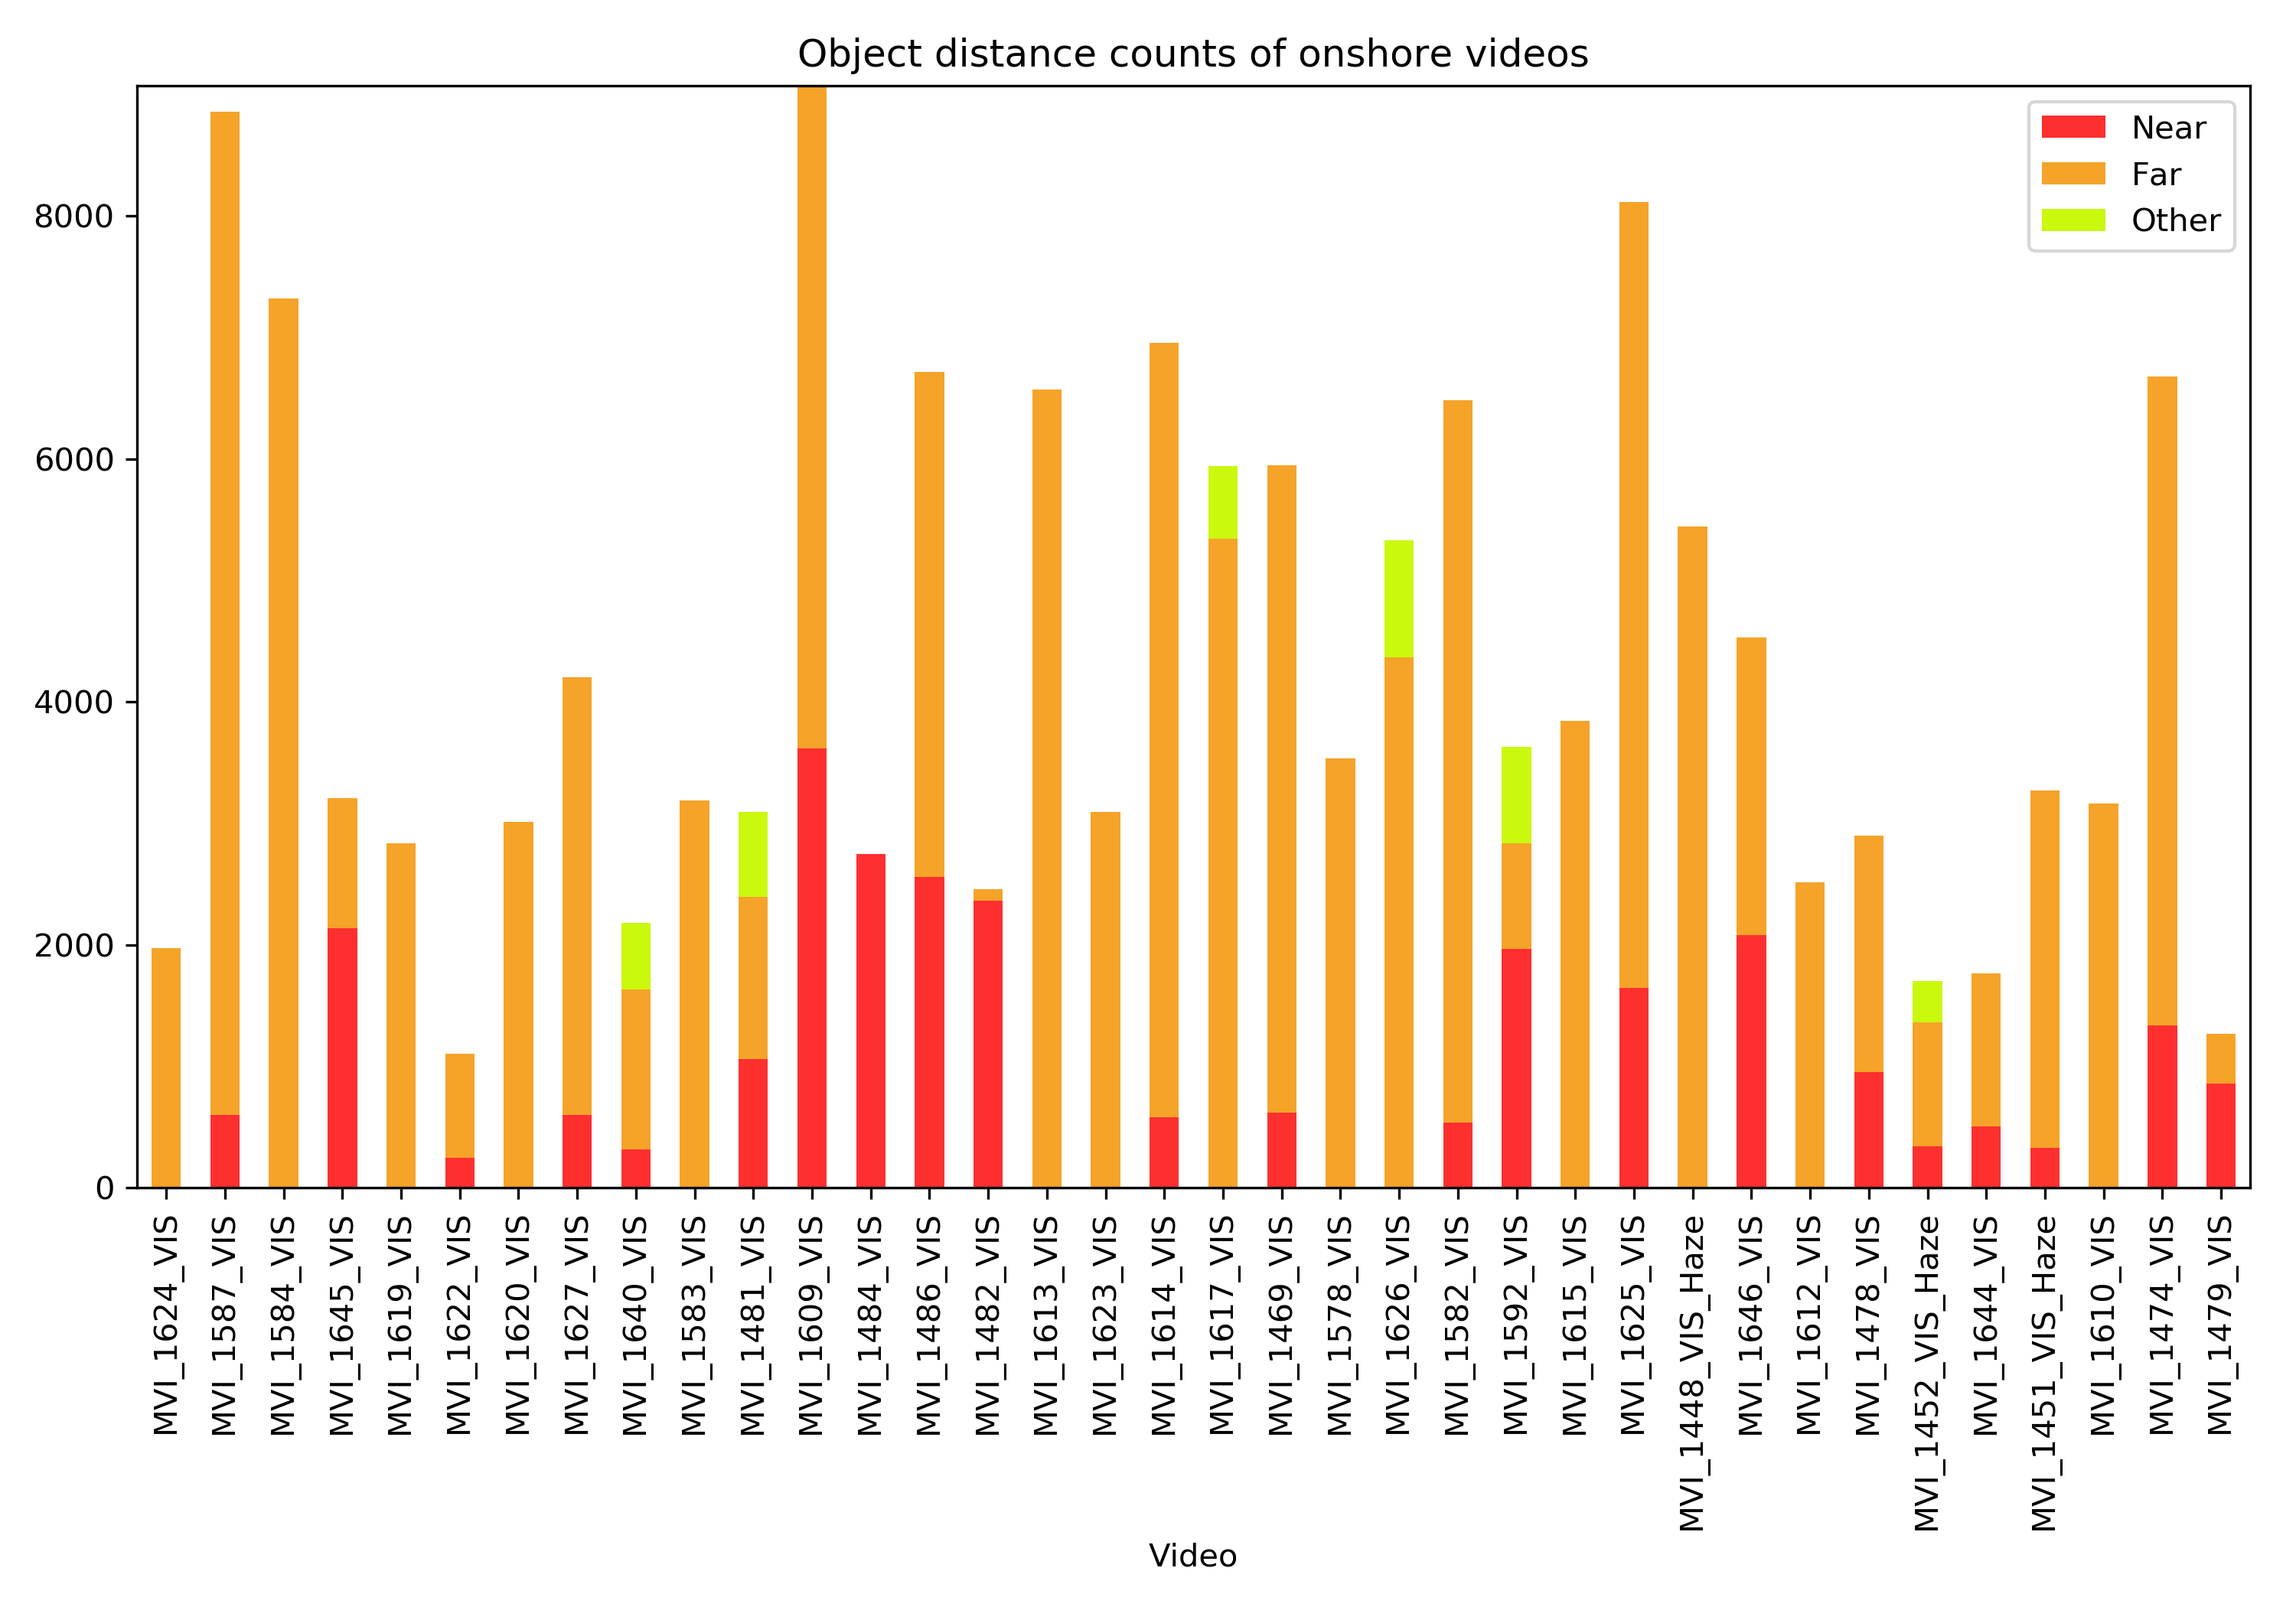 Object distance counts of onshore videos
Near
Far
Other
8000
6000
4000
2000
0
MVI_1624_VIS
MVI_1587_VIS
MVI_1584_VIS
MVI_1645_VIS
MVI_1619_VIS
MVI_1622_VIS
MVI_1620_VIS
MVI_1627_VIS
MVI_1640_VIS
MVI_1583_VIS
MVI_1481_VIS
MVI_1609_VIS
MVI_1484_VIS
MVI_1486_VIS
MVI_1482_VIS
MVI_1613_VIS
MVI_1623_VIS
MVI_1614_VIS
MVI_1617_VIS
MVI_1469_VIS
MVI_1578_VIS
MVI_1626_VIS
MVI_1582_VIS
MVI_1592_VIS
MVI_1615_VIS
MVI_1625_VIS
MVI_1448_VIS_Haze
MVI_1646_VIS
MVI_1612_VIS
MVI_1478_VIS
MVI_1452_VIS_Haze
MVI_1644_VIS
MVI_1451_VIS_Haze
MVI_1610_VIS
MVI_1474_VIS
MVI_1479_VIS
Video